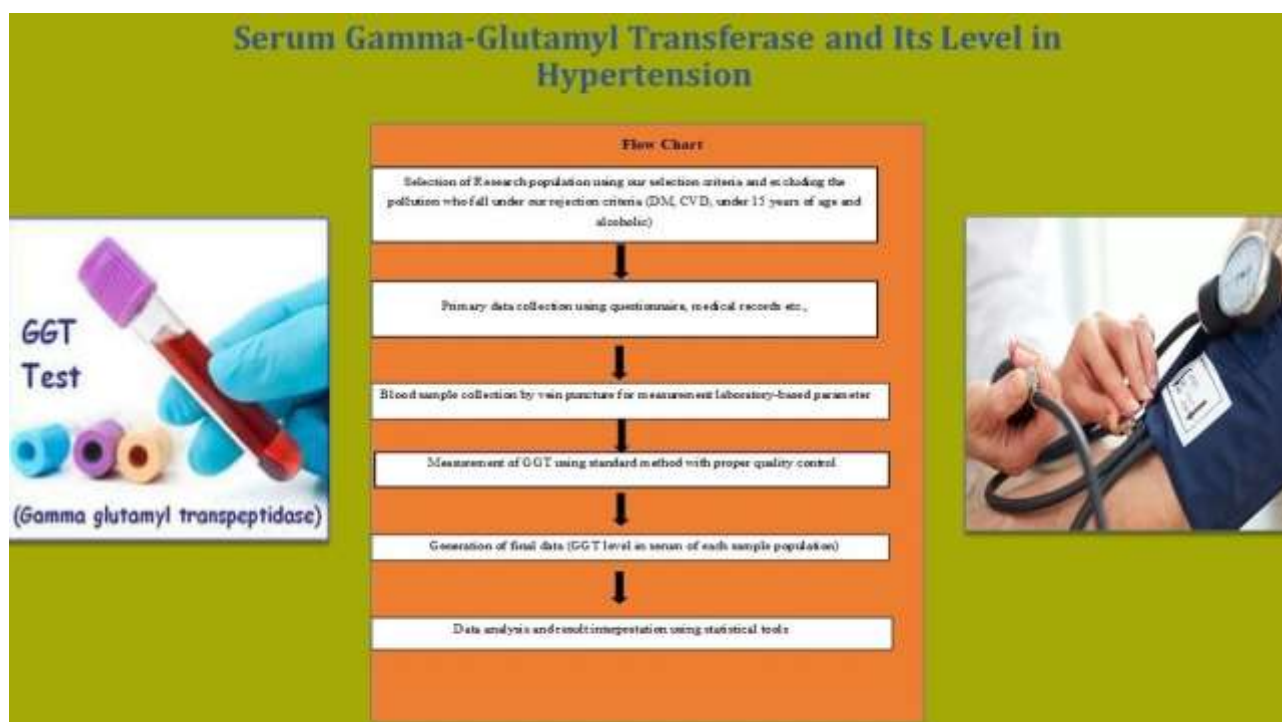 Serum Gamma-Glutamyl Transferase and Its Level in
Hypertension
Flow Chart
Selection of Research population using our selection criteria and excluding the
pollution who fall under our rejection criteria (DM, CVD, under 15 years of age and
alcoholic)
Primary data collection using questionnaire, medical records etc.,
Blood sample collection by vein puncture for measurement laboratory-based parameter
Measurement of GGT using standard method with proper quality control
Generation of final data (GGT level in serum of each sample population)
Data analysis and result interpretation using statistical tools
GGT
Test
(Gamma glutamyl transpeptidase)